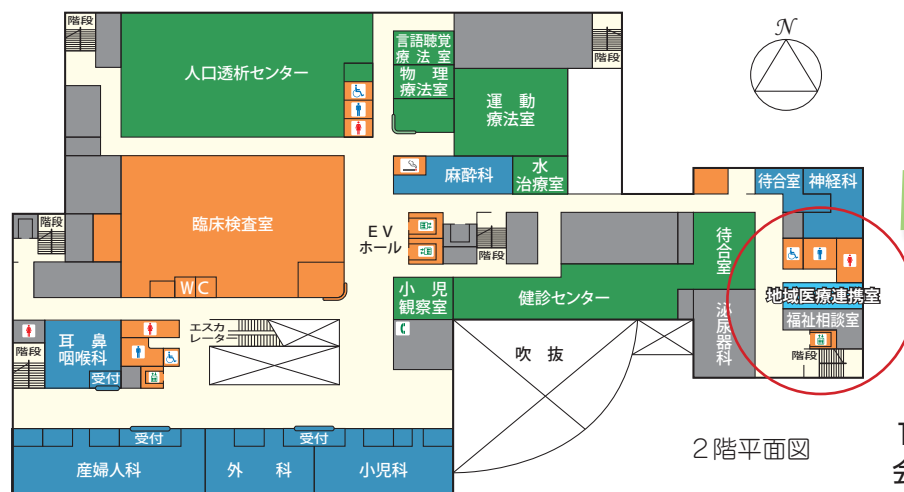 階段
人口透析センター
言語聴覚
療法室
物理
療法室
運動
療法室
階段
N
麻酔科
水
治療室
待合室
神経科
階段
臨床検査室
EV
ホール
階段
待合室
WC
小児
観察室
健診センター
地域医療連携室
福祉相談室
泌尿器科
階段
エスカ
レーター
耳鼻
咽喉科
受付
階段
吹抜
受付
受付
産婦人科
外科
小児科
2階平面図